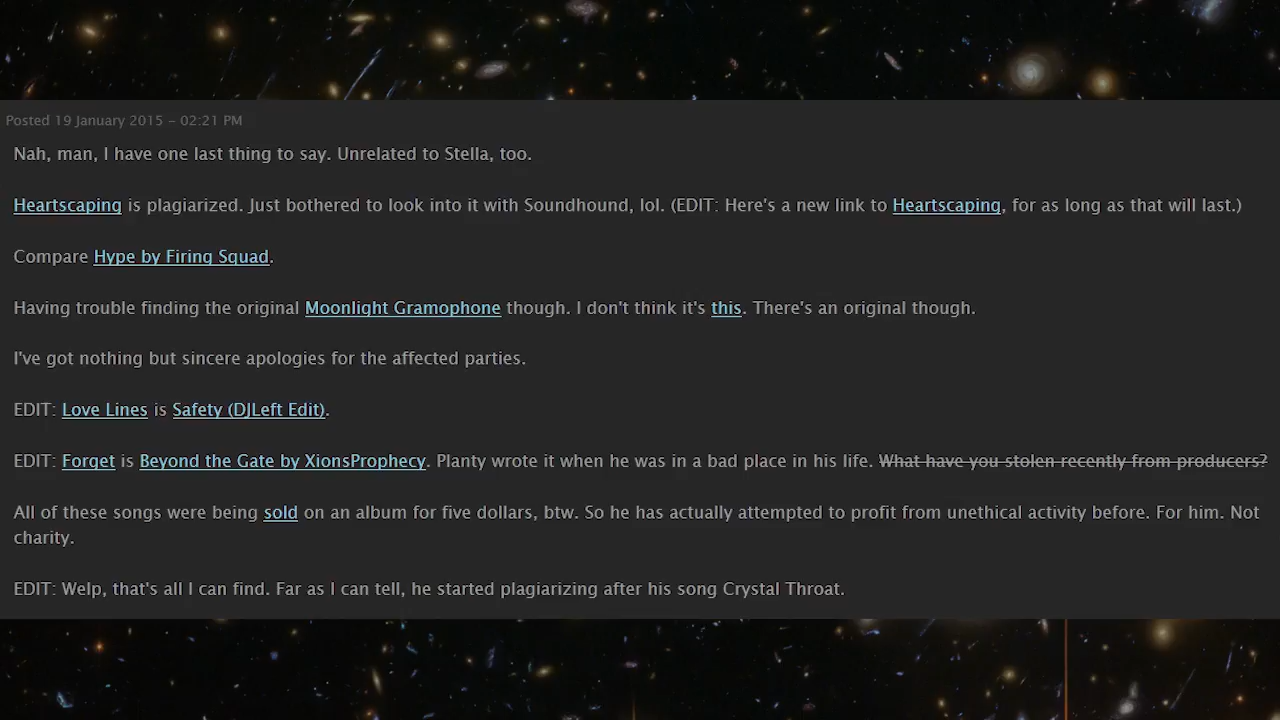 Posted 19 January 2015 - 02:21 PM
Nah, man, I have one last thing to say. Unrelated to Stella, too.
Heartscaping is plagiarized. Just bothered to look into it with Soundhound, lol. (EDIT: Here's a new link to Heartscaping, for as long as that will last.)
Compare Hype by Firing Squad.
Having trouble finding the original Moonlight Gramophone though. I don't think it's this. There's an original though.
I've got nothing but sincere apologies for the affected parties.
EDIT: Love Lines is Safety (DJLeft Edit).
EDIT: Forget is Beyond the Gate by XionsProphecy. Planty wrote it when he was in a bad place in his life. What have you stolen recently from producers?
All of these songs were being sold on an album for five dollars, btw. So he has actually attempted to profit from unethical activity before. For him. Not
charity.
EDIT: Welp, that's all I can find. Far as I can tell, he started plagiarizing after his song Crystal Throat.